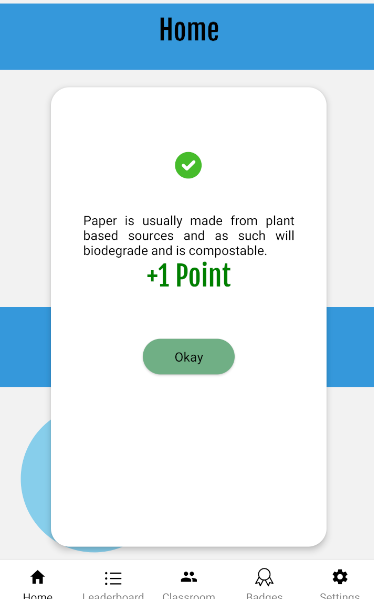 Home
Paper is usually made from plant
based sources and as such will
biodegrade and is compostable.
+1 Point
Okay
Home Leaderboard Classroom Badges Settings